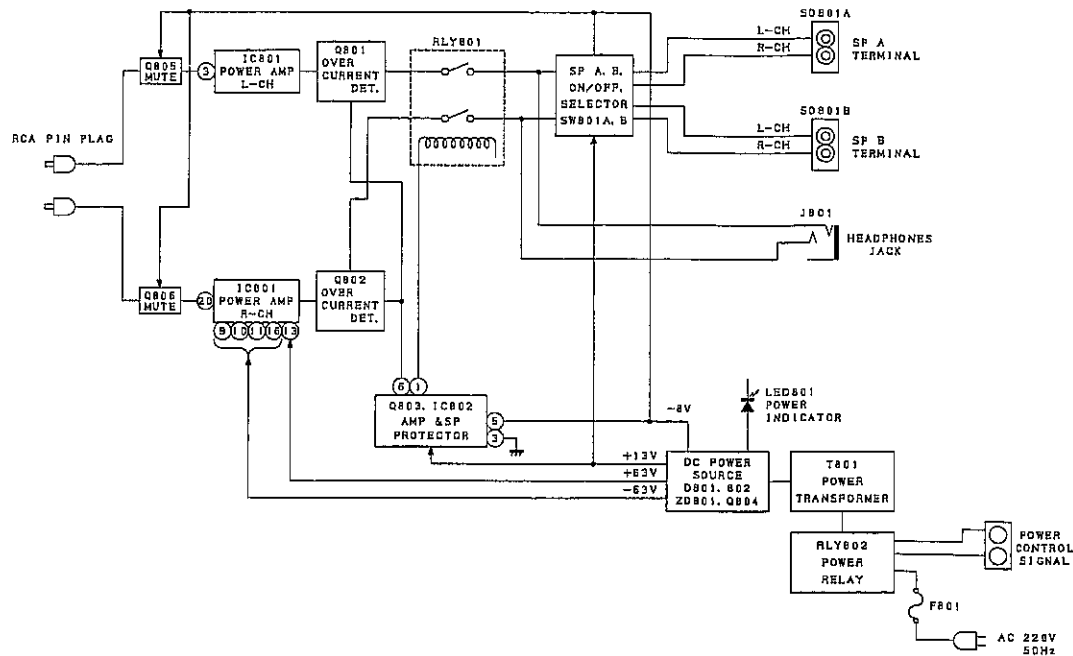 SO801A
L-CH
R-CH
SP A
TERMINAL
RLY801
Q801
OVER
CURRENT
DET.
Q805
MUTE
3
IC801
POWER AMP
L-CH
SP A, B,
ON/OFF,
SELECTOR
SW801A, B
SO801B
L-CH
R-CH
SP B
TERMINAL
RCA PIN PLAG
J801
HEADPHONES
JACK
Q806
MUTE
20
IC801
POWER AMP
R-CH
9 10 11 16 13
Q802
OVER
CURRENT
DET.
6 1
Q803, IC802
AMP &SP
PROTECTOR
5
3
-8V
LED801
POWER
INDICATOR
+13V
+63V
-63V
DC POWER
SOURCE
D801, 802
ZD801, Q804
T801
POWER
TRANSFORMER
RLY802
POWER
RELAY
POWER
CONTROL
SIGNAL
F801
AC 220V
50Hz